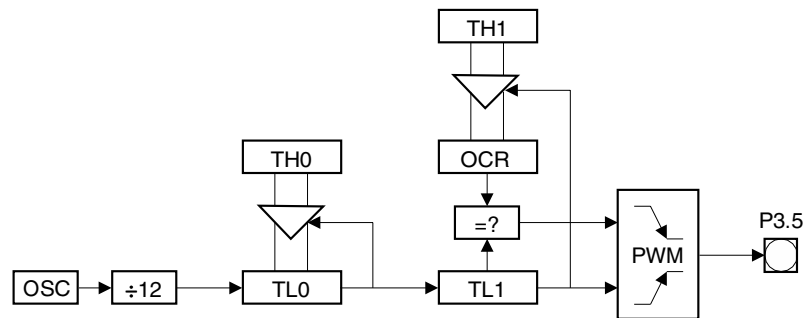 TH1
TH0
OCR
P3.5
=?
PWM
OSC
÷12
TL0
TL1